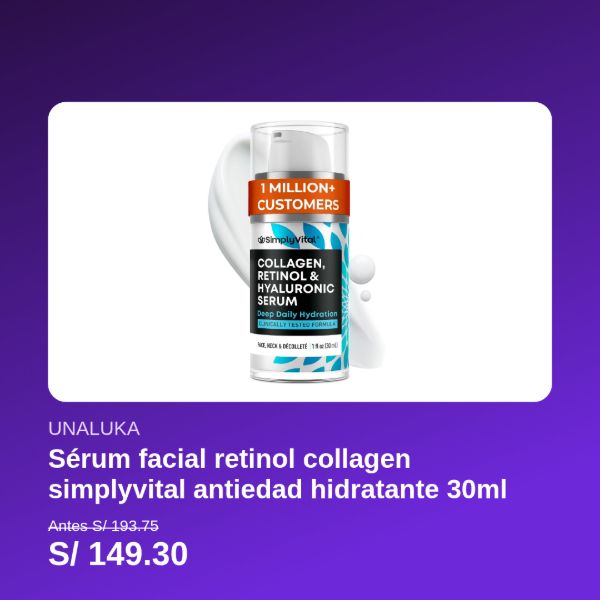 1 MILLION+
CUSTOMERS
SimplyVital
COLLAGEN,
RETINOL &
HYALURONIC
SERUM
Deep Daily Hydration
CLINICALLY TESTED FORMULA
FACE, NECK & DÉCOLLETÉ | 1 fl oz (30 mL)
UNALUKA
Sérum facial retinol collagen
simplyvital antiedad hidratante 30ml
Antes S/ 193.75
S/ 149.30